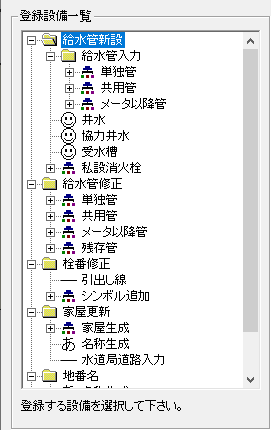 登録設備一覧
給水管新設
給水管入力
単独管
共用管
メータ以降管
井水
協力井水
受水槽
私設消火栓
給水管修正
単独管
共用管
メータ以降管
残存管
栓番修正
引出し線
シンボル追加
家屋更新
家屋生成
あ 名称生成
水道局道路入力
地番名
登録する設備を選択して下さい。